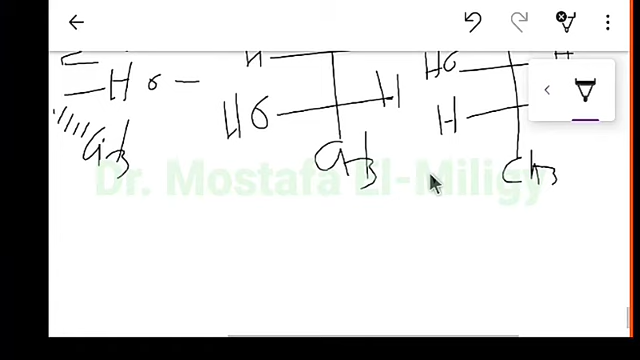 H HO
H HO H
HO H H
CH3 CH3 CH3
Dr. Mostafa El-Miligy